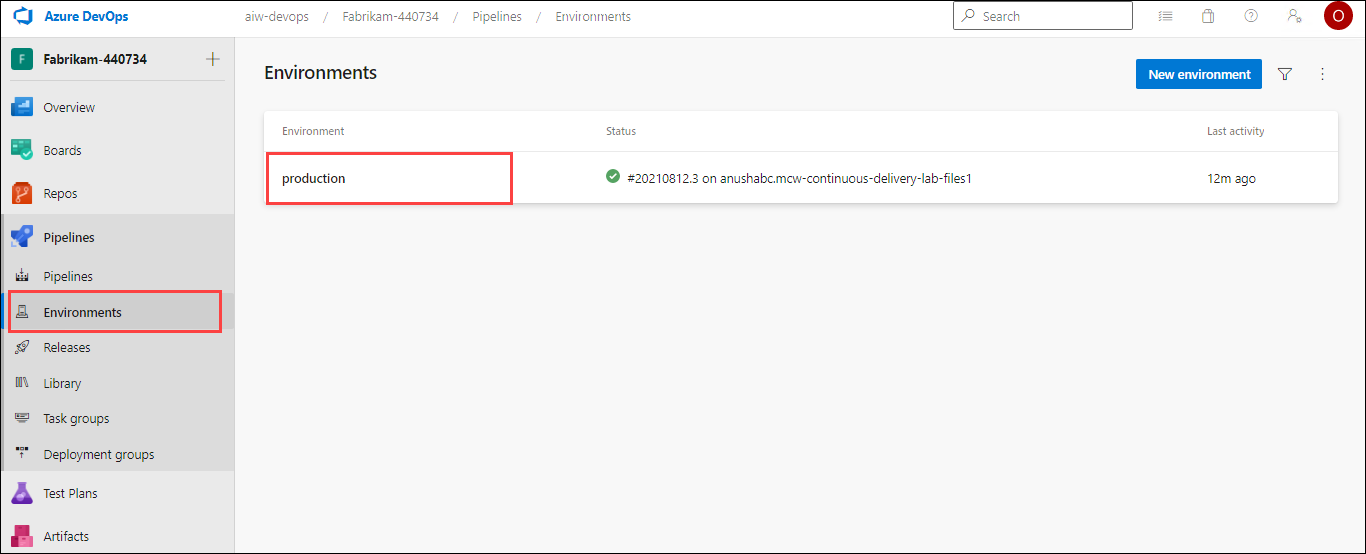 Azure DevOps
aiw-devops / Fabrikam-440734 / Pipelines / Environments
Search
O
F
Fabrikam-440734
Overview
Boards
Repos
Pipelines
Pipelines
Environments
Releases
Library
Task groups
Deployment groups
Test Plans
Artifacts
Environments
New environment
Environment Status Last activity
production #20210812.3 on anushabc.mcw-continuous-delivery-lab-files1 12m ago